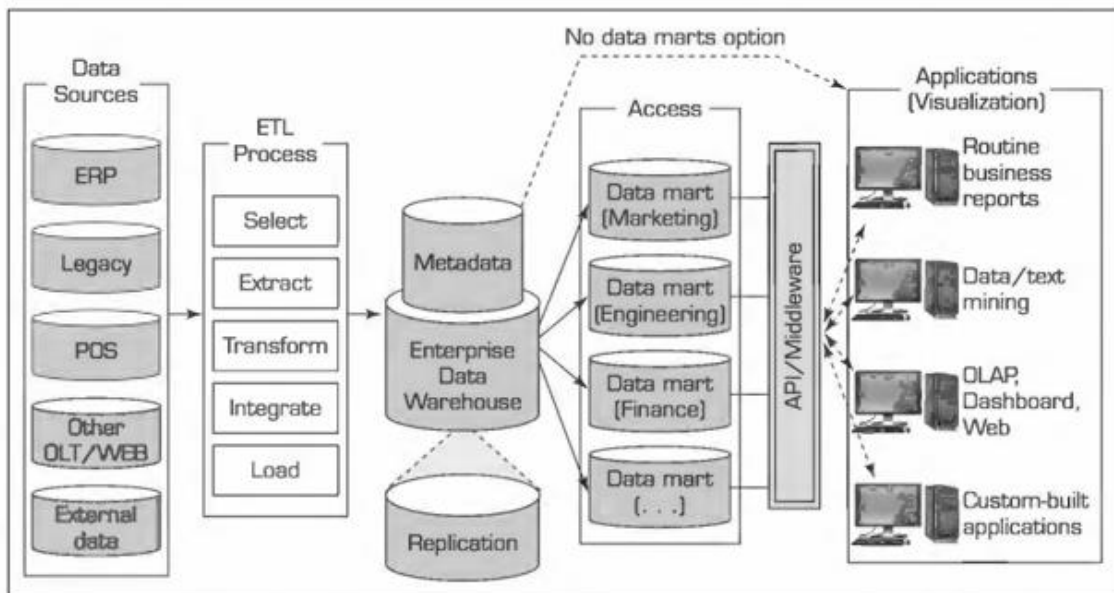 No data marts option
Data
Sources
ERP
Legacy
POS
Other
OLT/WEB
External
data
ETL
Process
Select
Extract
Transform
Integrate
Load
Metadata
Enterprise
Data
Warehouse
Replication
Access
Data mart
(Marketing)
Data mart
(Engineering)
Data mart
(Finance)
Data mart
(. . .)
API/Middleware
Applications
(Visualization)
Routine
business
reports
Data/text
mining
OLAP,
Dashboard,
Web
Custom-built
applications